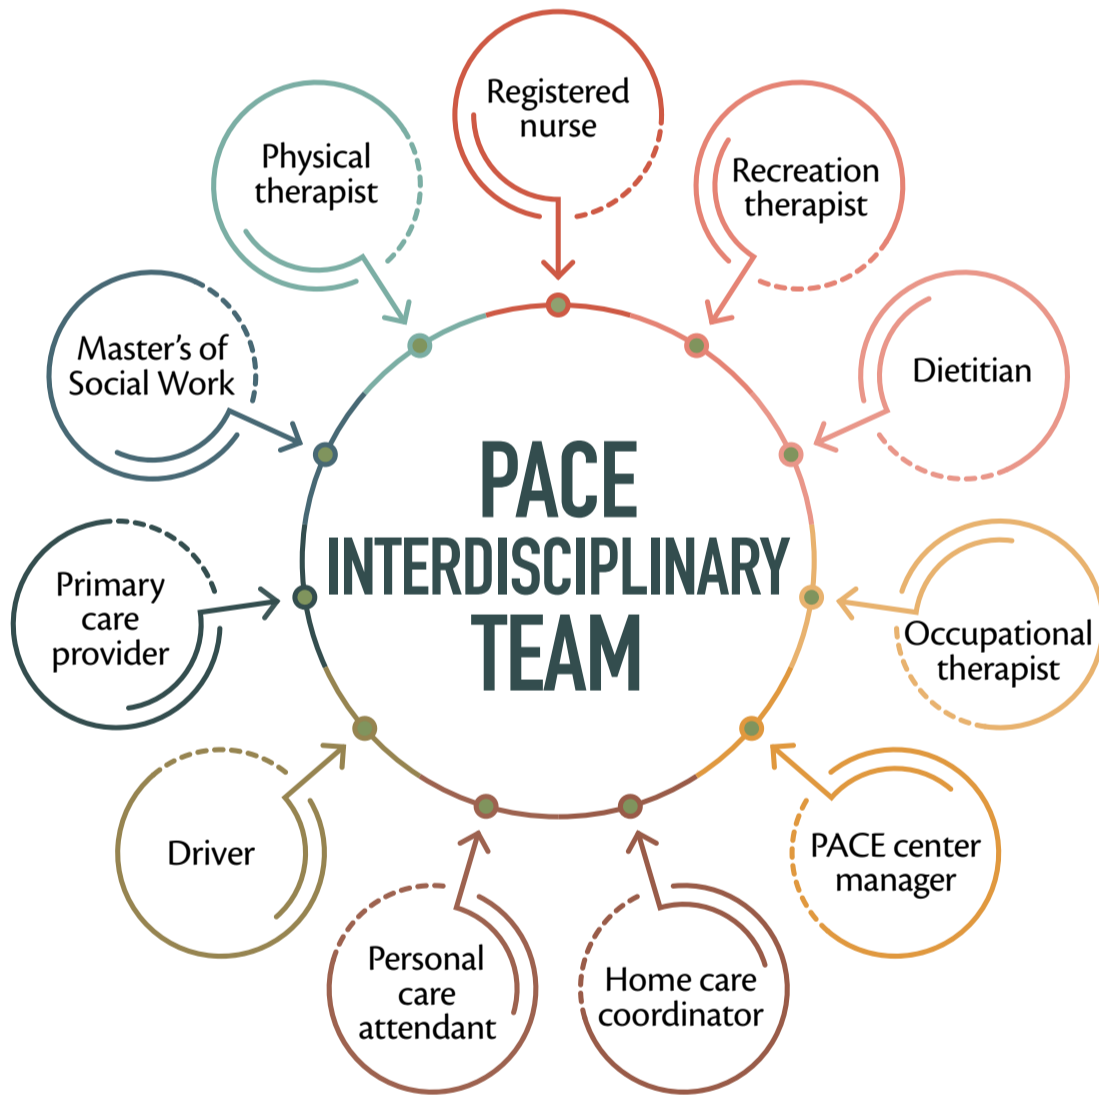 Registered
nurse
Recreation
therapist
Dietitian
Occupational
therapist
PACE center
manager
Home care
coordinator
Personal
care
attendant
Driver
Primary
care
provider
Master's of
Social Work
Physical
therapist
PACE
INTERDISCIPLINARY
TEAM